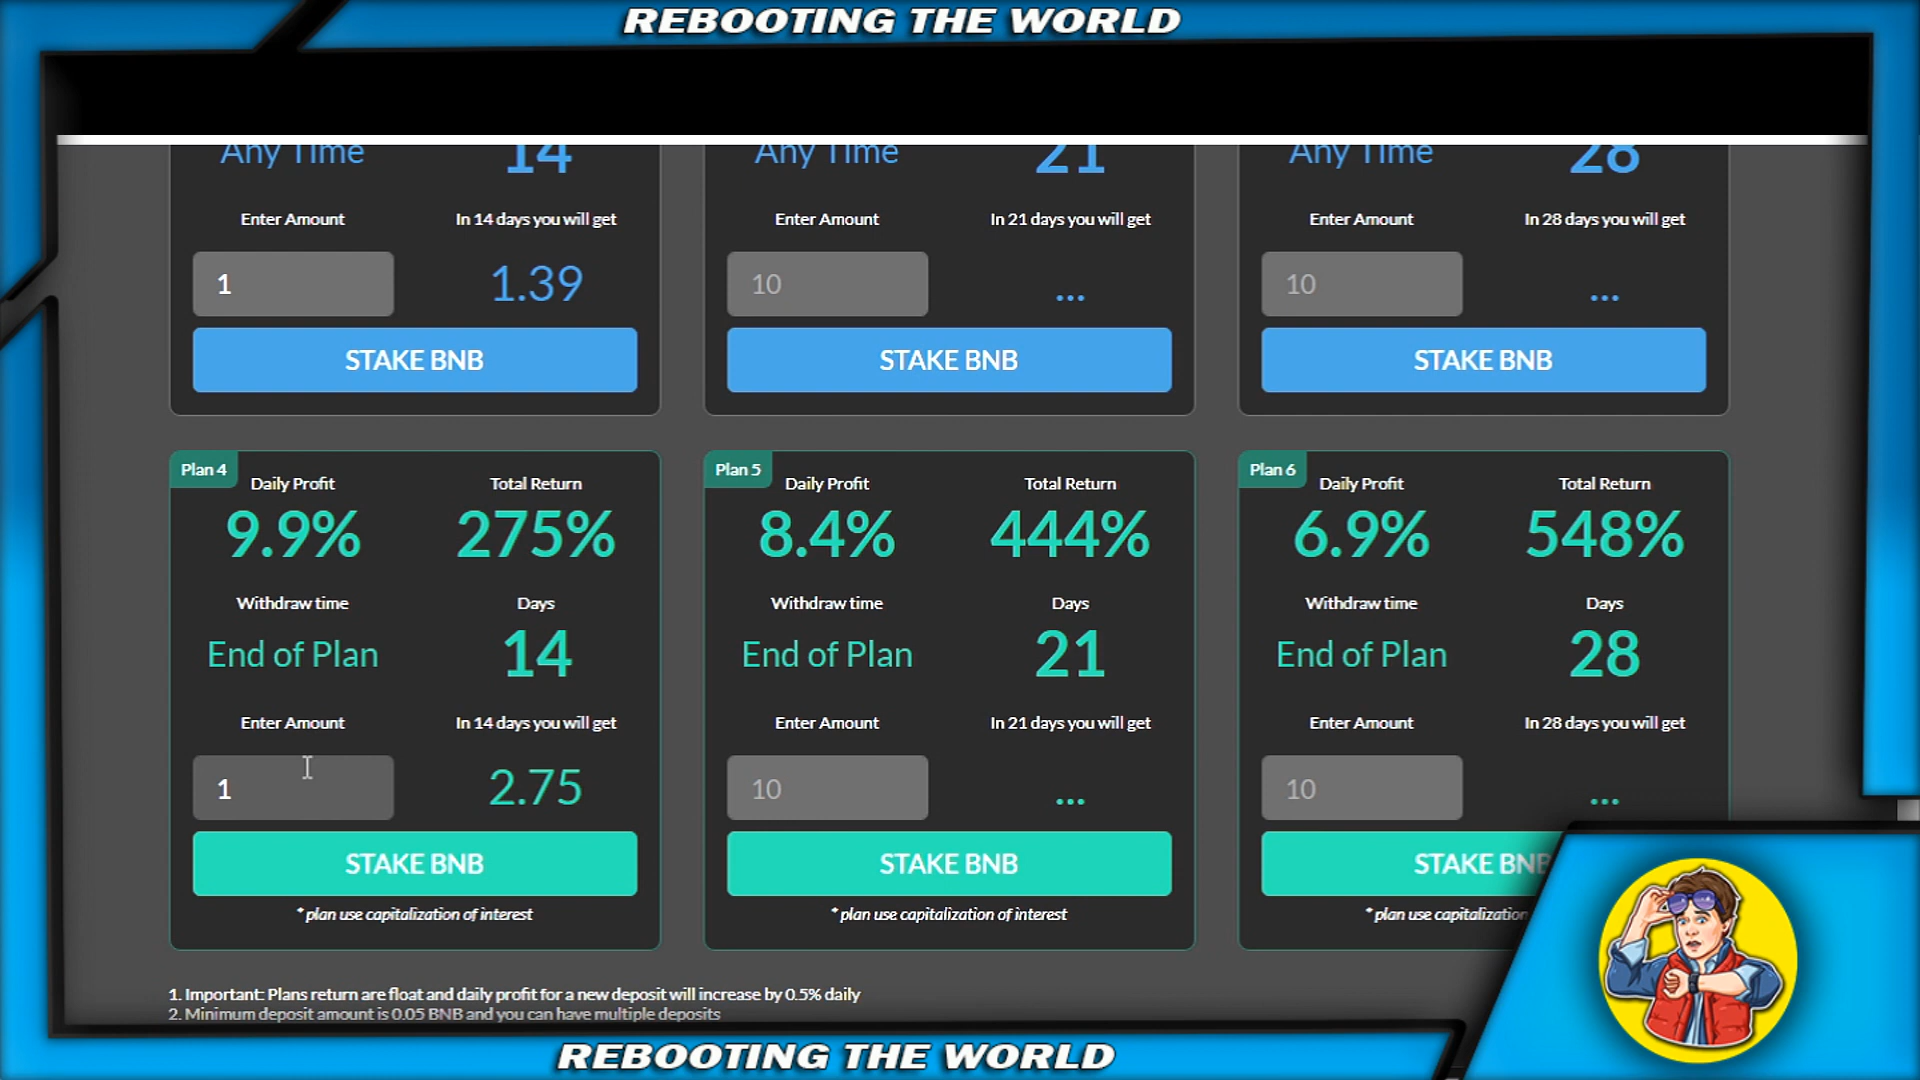 REBOOTING THE WORLD
Any Time 14 Any Time 21 Any Time 28
Enter Amount In 14 days you will get Enter Amount In 21 days you will get Enter Amount In 28 days you will get
1 1.39 10 ... 10 ...
STAKE BNB STAKE BNB STAKE BNB
Plan 4 Plan 5 Plan 6
Daily Profit Total Return Daily Profit Total Return Daily Profit Total Return
9.9% 275% 8.4% 444% 6.9% 548%
Withdraw time Days Withdraw time Days Withdraw time Days
End of Plan 14 End of Plan 21 End of Plan 28
Enter Amount In 14 days you will get Enter Amount In 21 days you will get Enter Amount In 28 days you will get
1 2.75 10 ... 10 ...
STAKE BNB STAKE BNB STAKE BNB
* plan use capitalization of interest * plan use capitalization of interest * plan use capitalization
1. Important: Plans return are float and daily profit for a new deposit will increase by 0.5% daily
2. Minimum deposit amount is 0.05 BNB and you can have multiple deposits
REBOOTING THE WORLD